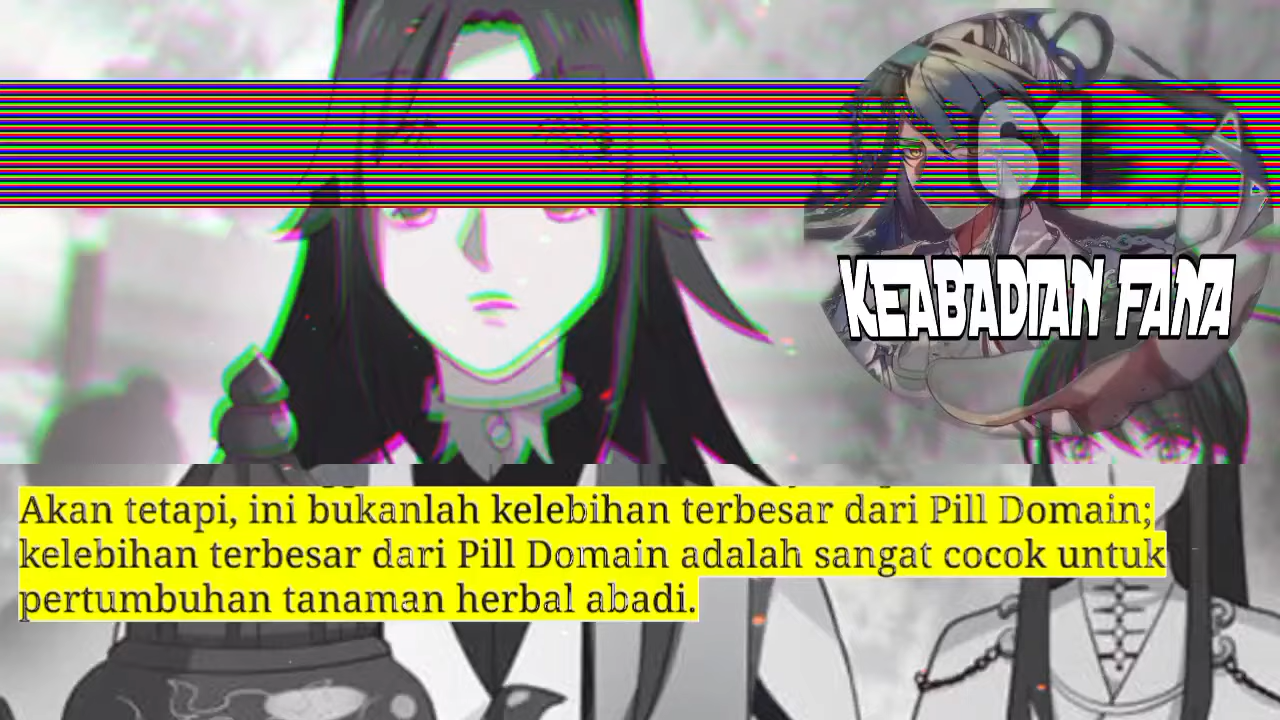 61
KEABADIAN FANA
Akan tetapi, ini bukanlah kelebihan terbesar dari Pill Domain;
kelebihan terbesar dari Pill Domain adalah sangat cocok untuk
pertumbuhan tanaman herbal abadi.